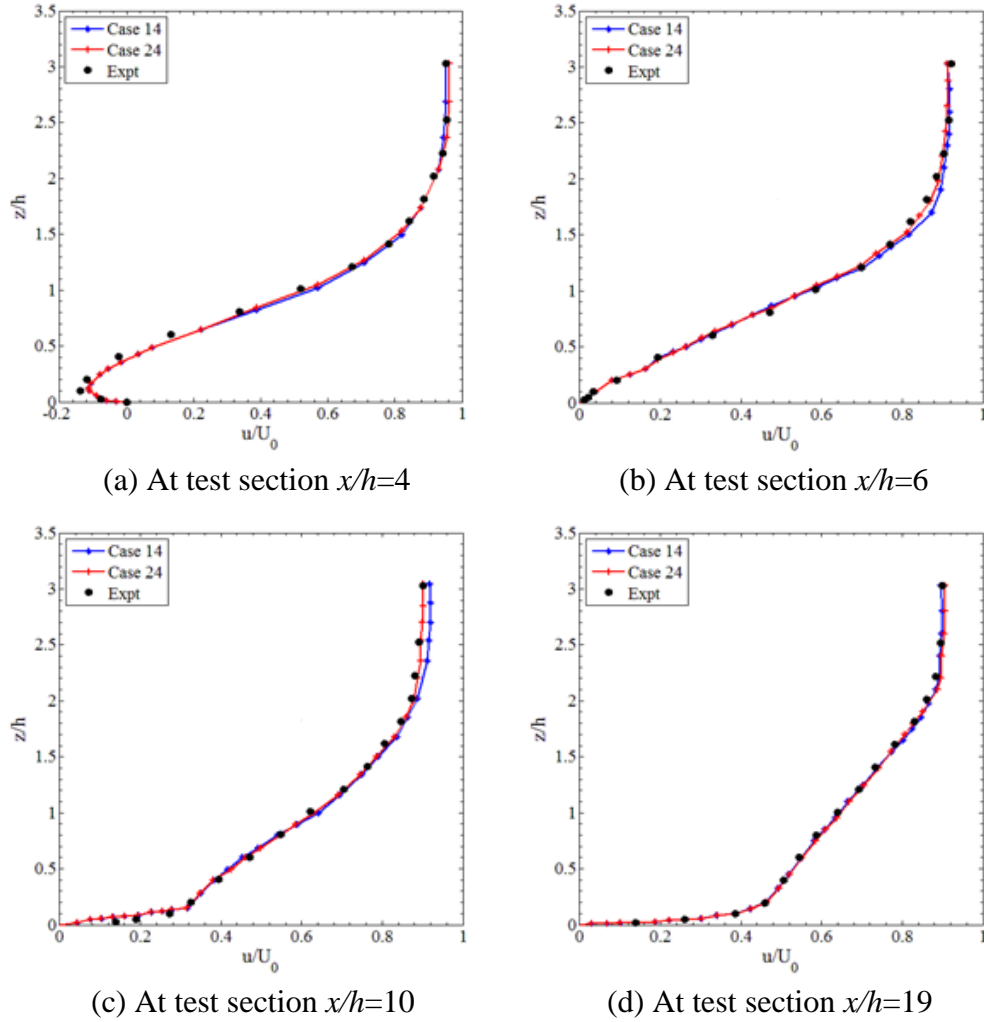 3.5
3
2.5
2
1.5
1
0.5
0
z/h
Case 14
Case 24
Expt
-0.2 0 0.2 0.4 0.6 0.8 1
u/U0
(a) At test section x/h=4
3.5
3
2.5
2
1.5
1
0.5
0
z/h
Case 14
Case 24
Expt
0 0.2 0.4 0.6 0.8 1
u/U0
(b) At test section x/h=6
3.5
3
2.5
2
1.5
1
0.5
0
z/h
Case 14
Case 24
Expt
0 0.2 0.4 0.6 0.8 1
u/U0
(c) At test section x/h=10
3.5
3
2.5
2
1.5
1
0.5
0
z/h
Case 14
Case 24
Expt
0 0.2 0.4 0.6 0.8 1
u/U0
(d) At test section x/h=19